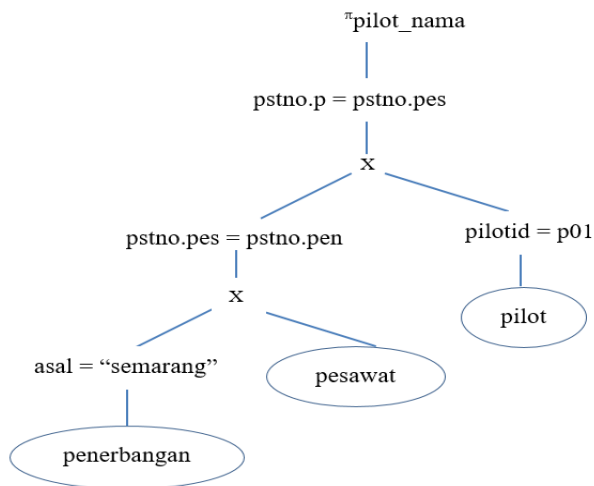 πpilot_nama
pstno.p = pstno.pes
X
pstno.pes = pstno.pen
pilotid = p01
X
pilot
asal = “semarang”
pesawat
penerbangan